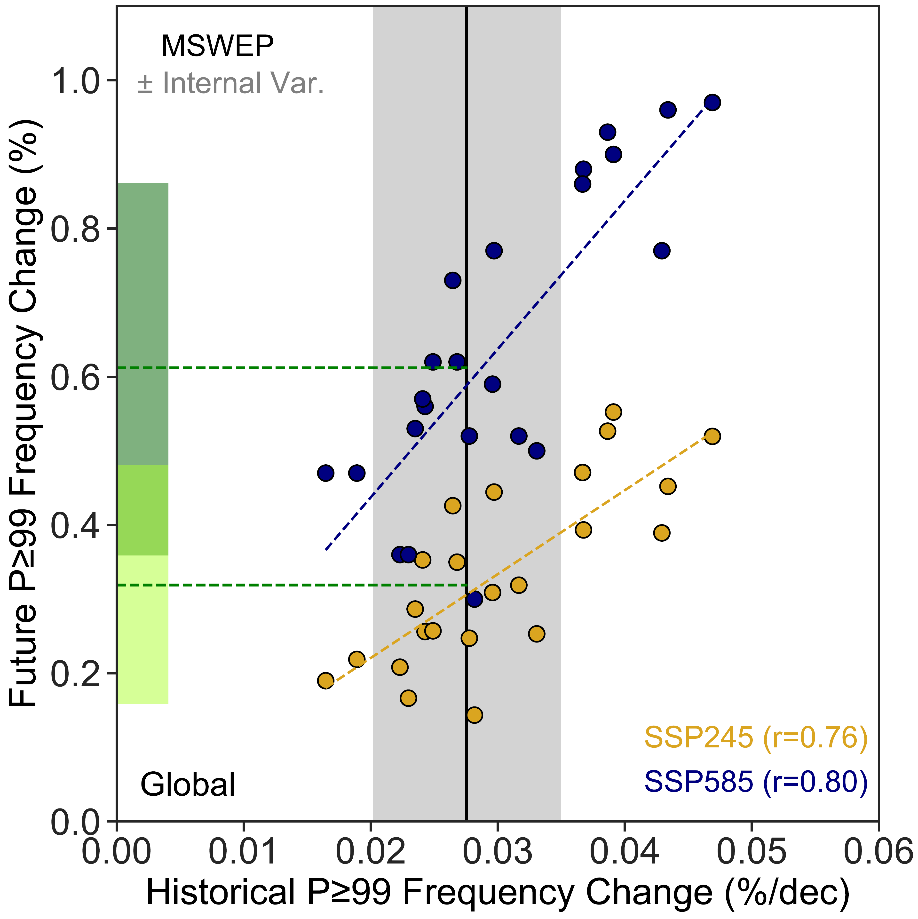 MSWEP
± Internal Var.
1.0
0.8
0.6
0.4
0.2
0.0
Future P≥99 Frequency Change (%)
Global
SSP245 (r=0.76)
SSP585 (r=0.80)
0.00 0.01 0.02 0.03 0.04 0.05 0.06
Historical P≥99 Frequency Change (%/dec)